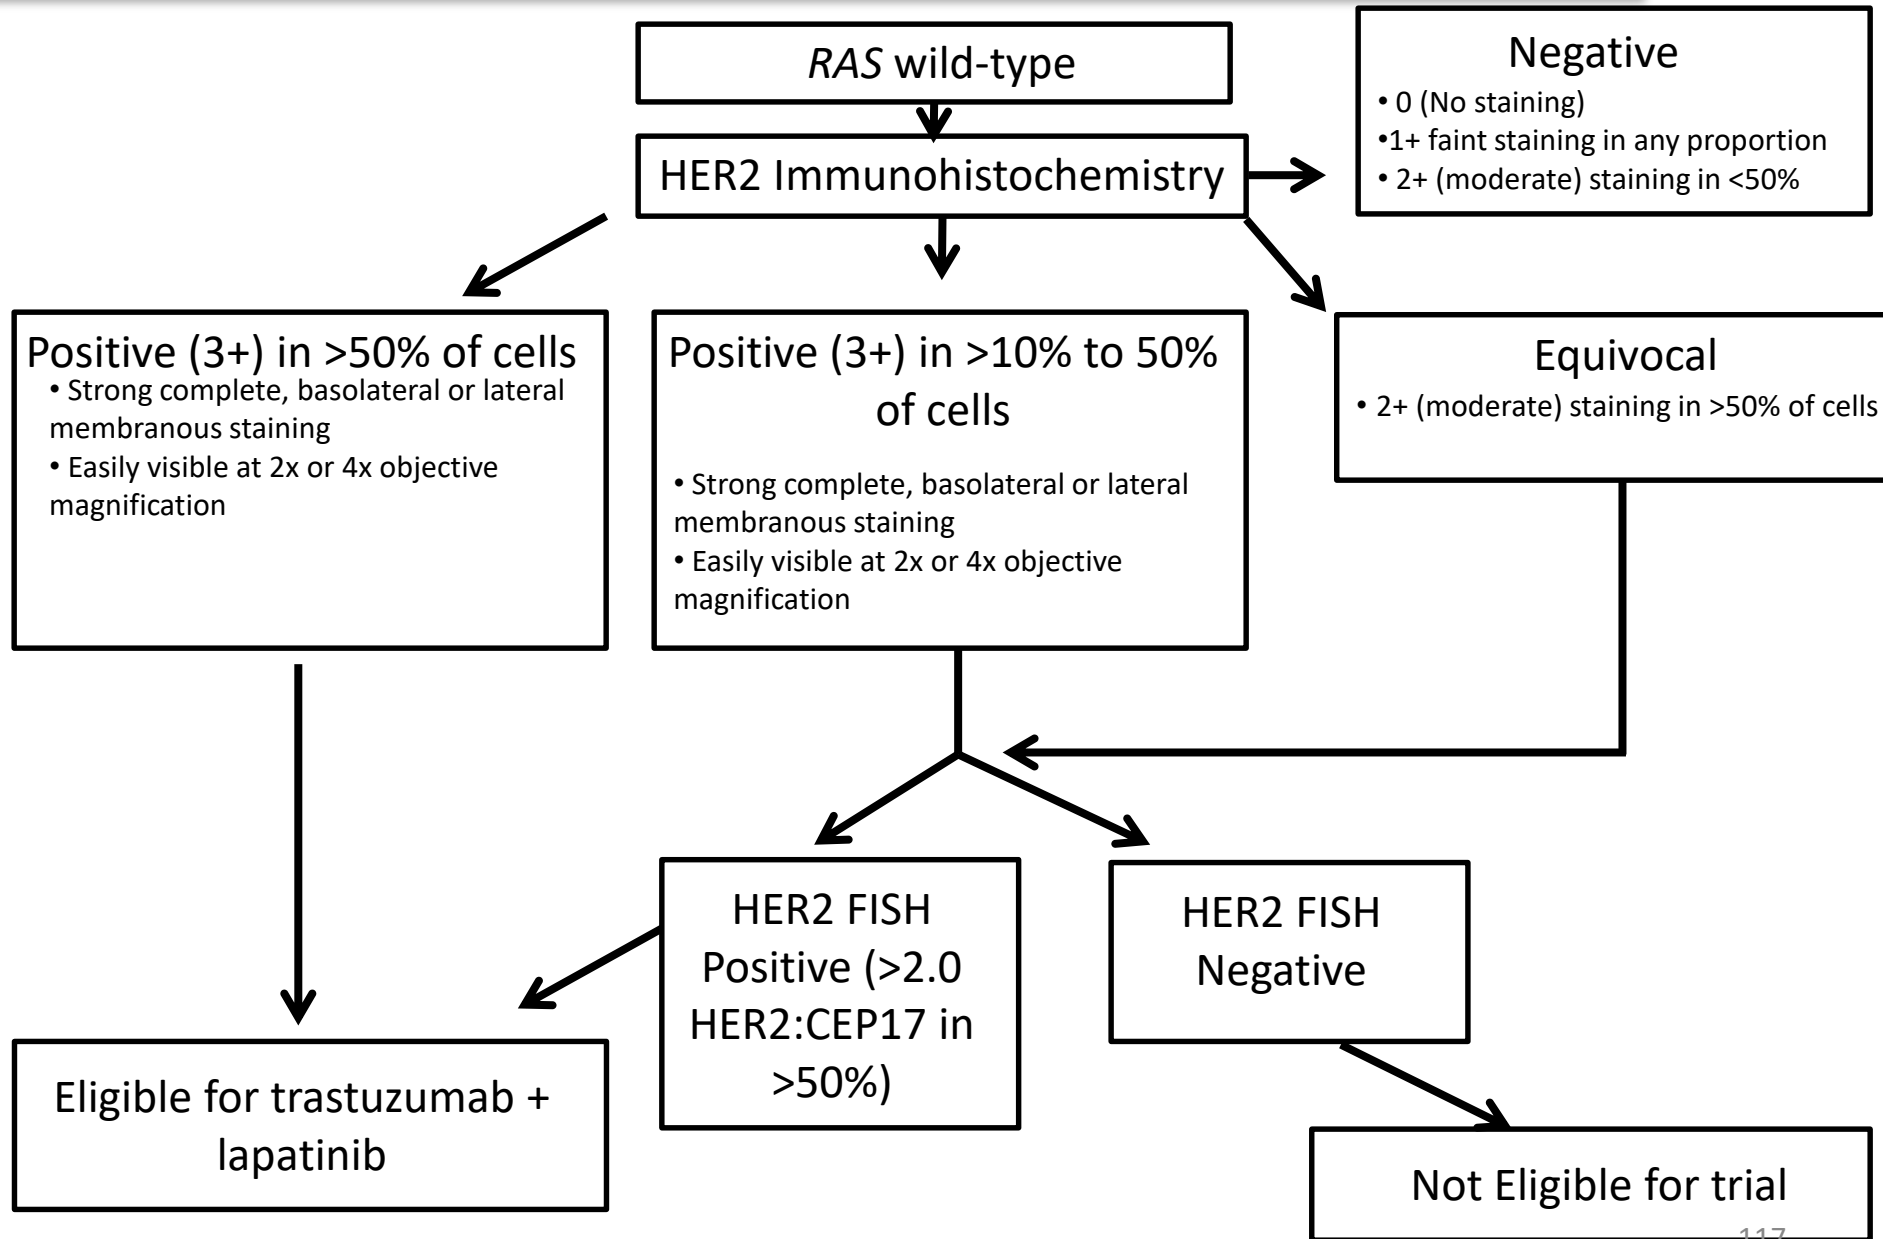 RAS wild-type
HER2 Immunohistochemistry
Negative
• 0 (No staining)
•1+ faint staining in any proportion
• 2+ (moderate) staining in <50%
Positive (3+) in >50% of cells
• Strong complete, basolateral or lateral
membranous staining
• Easily visible at 2x or 4x objective
magnification
Positive (3+) in >10% to 50%
of cells
• Strong complete, basolateral or lateral
membranous staining
• Easily visible at 2x or 4x objective
magnification
Equivocal
• 2+ (moderate) staining in >50% of cells
HER2 FISH
Positive (>2.0
HER2:CEP17 in
>50%)
HER2 FISH
Negative
Eligible for trastuzumab +
lapatinib
Not Eligible for trial
117